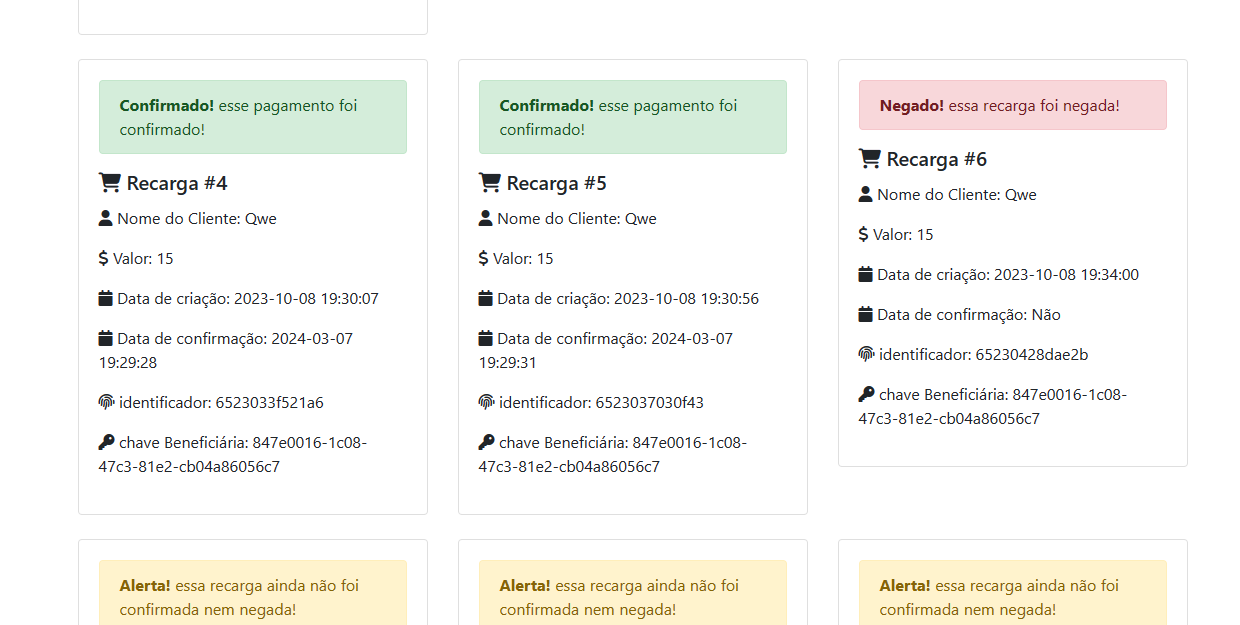 Confirmado! esse pagamento foi
confirmado!
Recarga #4
Nome do Cliente: Qwe
Valor: 15
Data de criação: 2023-10-08 19:30:07
Data de confirmação: 2024-03-07
19:29:28
identificador: 6523033f521a6
chave Beneficiária: 847e0016-1c08-
47c3-81e2-cb04a86056c7
Confirmado! esse pagamento foi
confirmado!
Recarga #5
Nome do Cliente: Qwe
Valor: 15
Data de criação: 2023-10-08 19:30:56
Data de confirmação: 2024-03-07
19:29:31
identificador: 6523037030f43
chave Beneficiária: 847e0016-1c08-
47c3-81e2-cb04a86056c7
Negado! essa recarga foi negada!
Recarga #6
Nome do Cliente: Qwe
Valor: 15
Data de criação: 2023-10-08 19:34:00
Data de confirmação: Não
identificador: 65230428dae2b
chave Beneficiária: 847e0016-1c08-
47c3-81e2-cb04a86056c7
Alerta! essa recarga ainda não foi
confirmada nem negada!
Alerta! essa recarga ainda não foi
confirmada nem negada!
Alerta! essa recarga ainda não foi
confirmada nem negada!